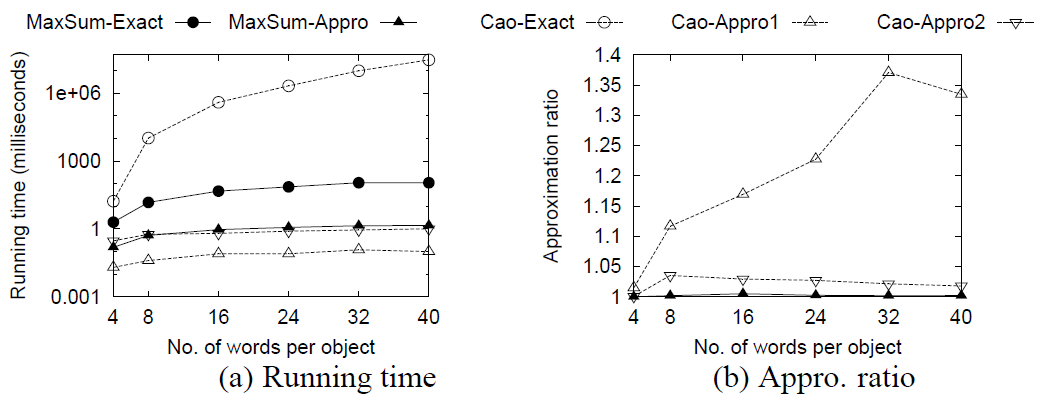 MaxSum-Exact MaxSum-Appro Cao-Exact Cao-Appro1 Cao-Appro2
Running time (milliseconds)
1e+06
1000
1
0.001
4 8 16 24 32 40
No. of words per object
(a) Running time
Approximation ratio
1.4
1.35
1.3
1.25
1.2
1.15
1.1
1.05
1
4 8 16 24 32 40
No. of words per object
(b) Appro. ratio